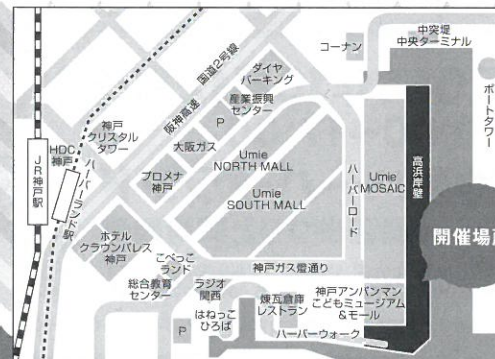 中突堤
中央ターミナル
コーナン
ポートタワー
国道2号線
阪神高速
ダイヤ
パーキング
産業振興
センター
P
神戸
クリスタル
タワー
大阪ガス
HDC
神戸
JR神戸駅
ハーバーランド駅
プロメナ
神戸
Umie
NORTH MALL
Umie
SOUTH MALL
ハーバーロード
Umie
MOSAIC
高浜岸壁
開催場所
ホテル
クラウンパレス
神戸
こべっこ
ランド
神戸ガス燈通り
総合教育
センター
ラジオ
関西
はねっこ
ひろば
煉瓦倉庫
レストラン
神戸アンパンマン
こどもミュージアム
&モール
P
ハーバーウォーク